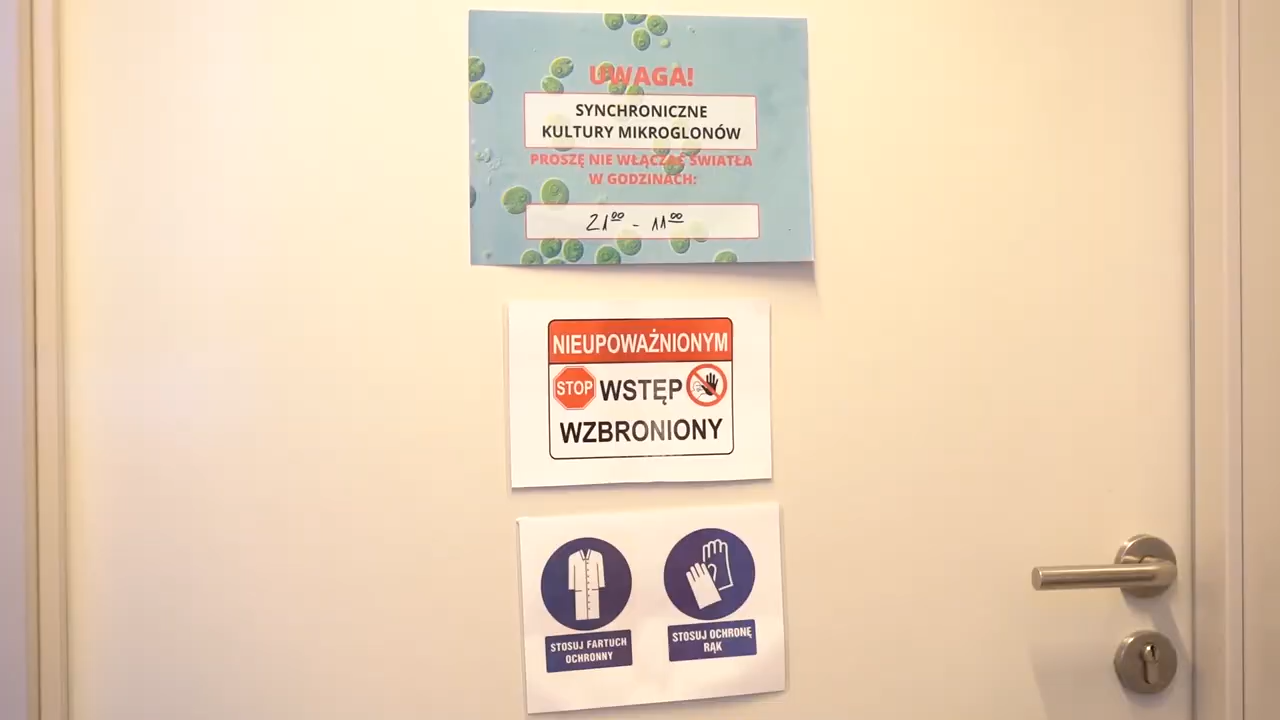 UWAGA!
SYNCHRONICZNE
KULTURY MIKROGLONÓW
PROSZĘ NIE WŁĄCZAĆ ŚWIATŁA
W GODZINACH:
21⁰⁰ - 11⁰⁰
NIEUPOWAŻNIONYM
STOP WSTĘP
WZBRONIONY
STOSUJ FARTUCH
OCHRONNY
STOSUJ OCHRONĘ
RĄK